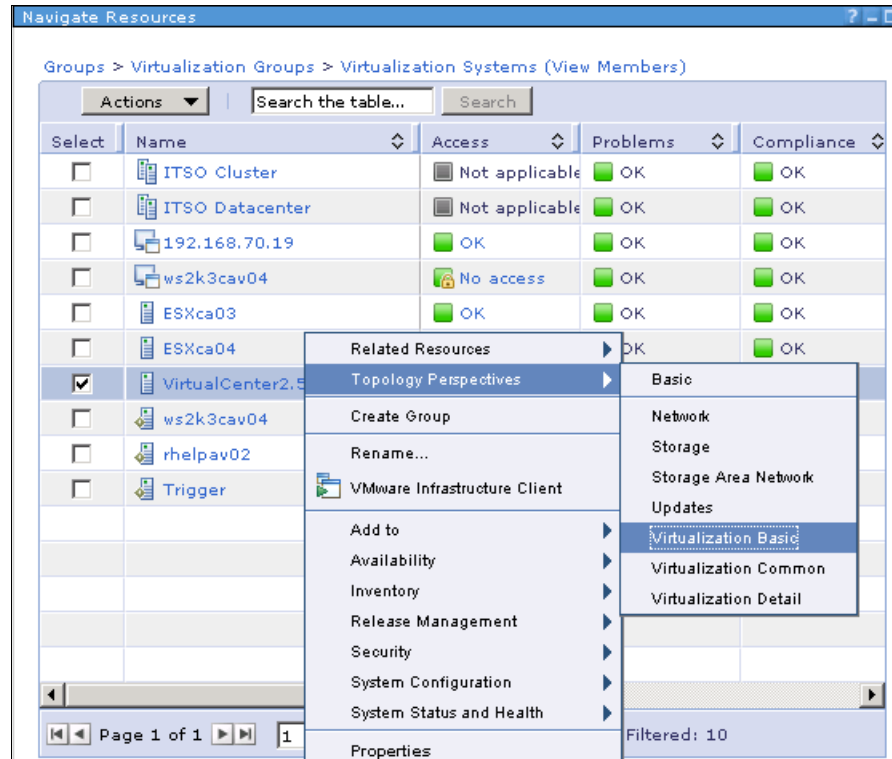 Navigate Resources ? –
Groups > Virtualization Groups > Virtualization Systems (View Members)
Actions Search the table... Search
Select Name Access Problems Compliance
ITSO Cluster Not applicable OK OK
ITSO Datacenter Not applicable OK OK
192.168.70.19 OK OK OK
ws2k3cav04 No access OK OK
ESXca03 OK OK OK
ESXca04 OK OK
VirtualCenter2.5
ws2k3cav04
rhelpav02
Trigger
Related Resources
Topology Perspectives
Create Group
Rename...
VMware Infrastructure Client
Add to
Availability
Inventory
Release Management
Security
System Configuration
System Status and Health
Properties
Basic
Network
Storage
Storage Area Network
Updates
Virtualization Basic
Virtualization Common
Virtualization Detail
Page 1 of 1 1 Filtered: 10